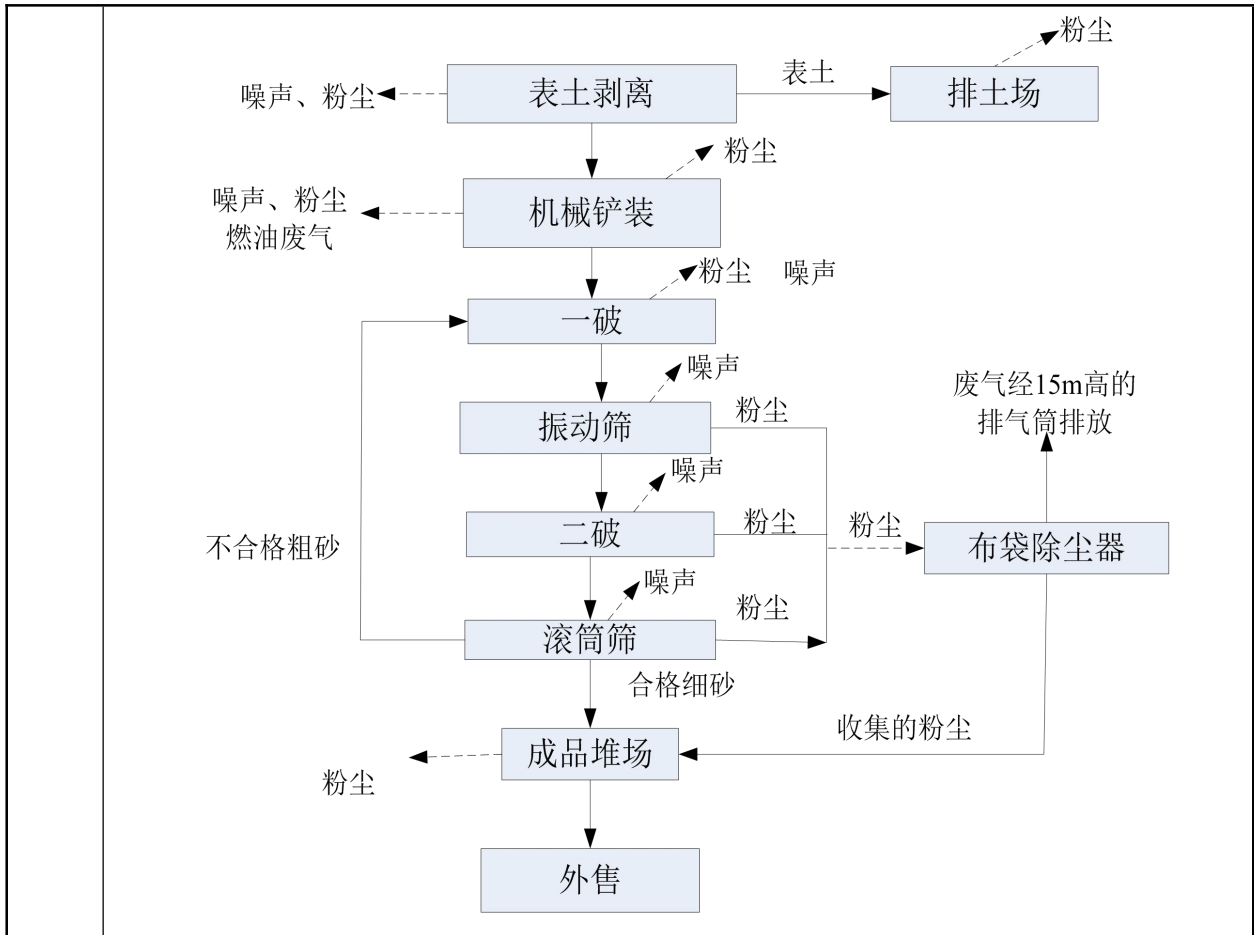 粉尘
表土
噪声、粉尘
表土剥离
排土场
粉尘
噪声、粉尘
燃油废气
机械铲装
粉尘
噪声
一破
噪声
废气经15m高的
排气筒排放
振动筛
粉尘
噪声
不合格粗砂
二破
粉尘
粉尘
布袋除尘器
噪声
粉尘
滚筒筛
合格细砂
收集的粉尘
成品堆场
粉尘
外售